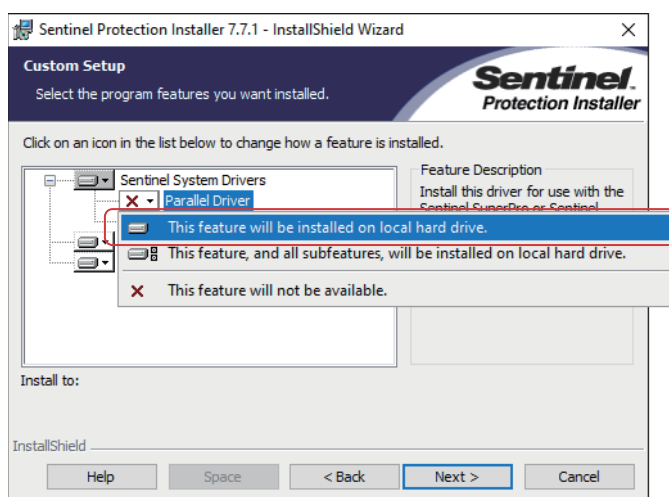 Sentinel Protection Installer 7.7.1 - InstallShield Wizard
Custom Setup
Select the program features you want installed.
Sentinel.
Protection Installer
Click on an icon in the list below to change how a feature is installed.
Sentinel System Drivers
Parallel Driver
Feature Description
Install this driver for use with the
Sentinel SuperPro or Sentinel
This feature will be installed on local hard drive.
This feature, and all subfeatures, will be installed on local hard drive.
This feature will not be available.
Install to:
InstallShield
Help
Space
< Back
Next >
Cancel